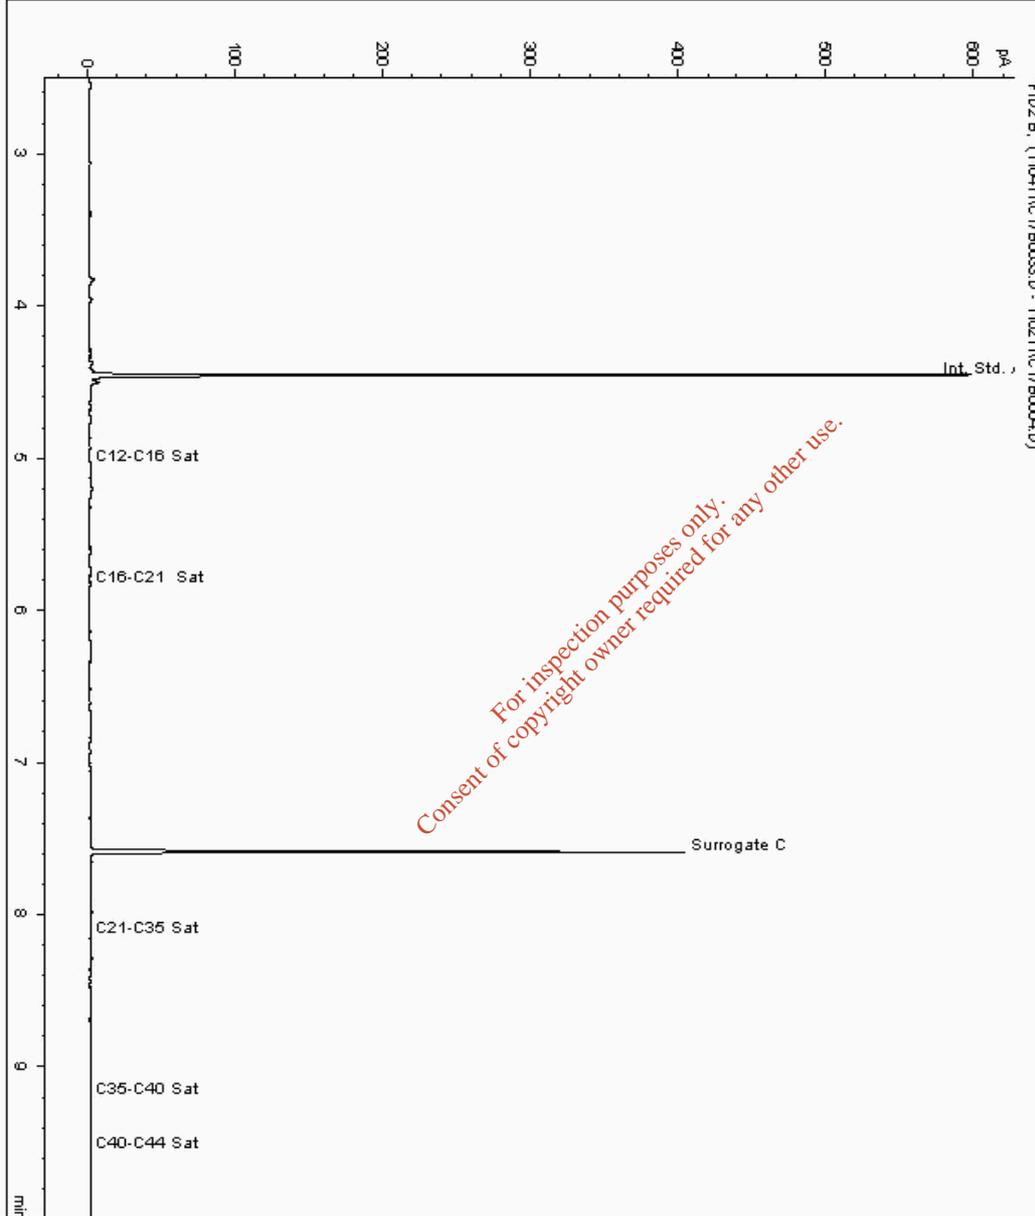 0
100
200
300
400
500
600
pA
3
4
Int. Std.
5
C12-C16 Sat
C16-C21 Sat
6
For inspection purposes only.
Consent of copyright owner required for any other use.
7
Surrogate C
8
C21-C35 Sat
9
C35-C40 Sat
C40-C44 Sat